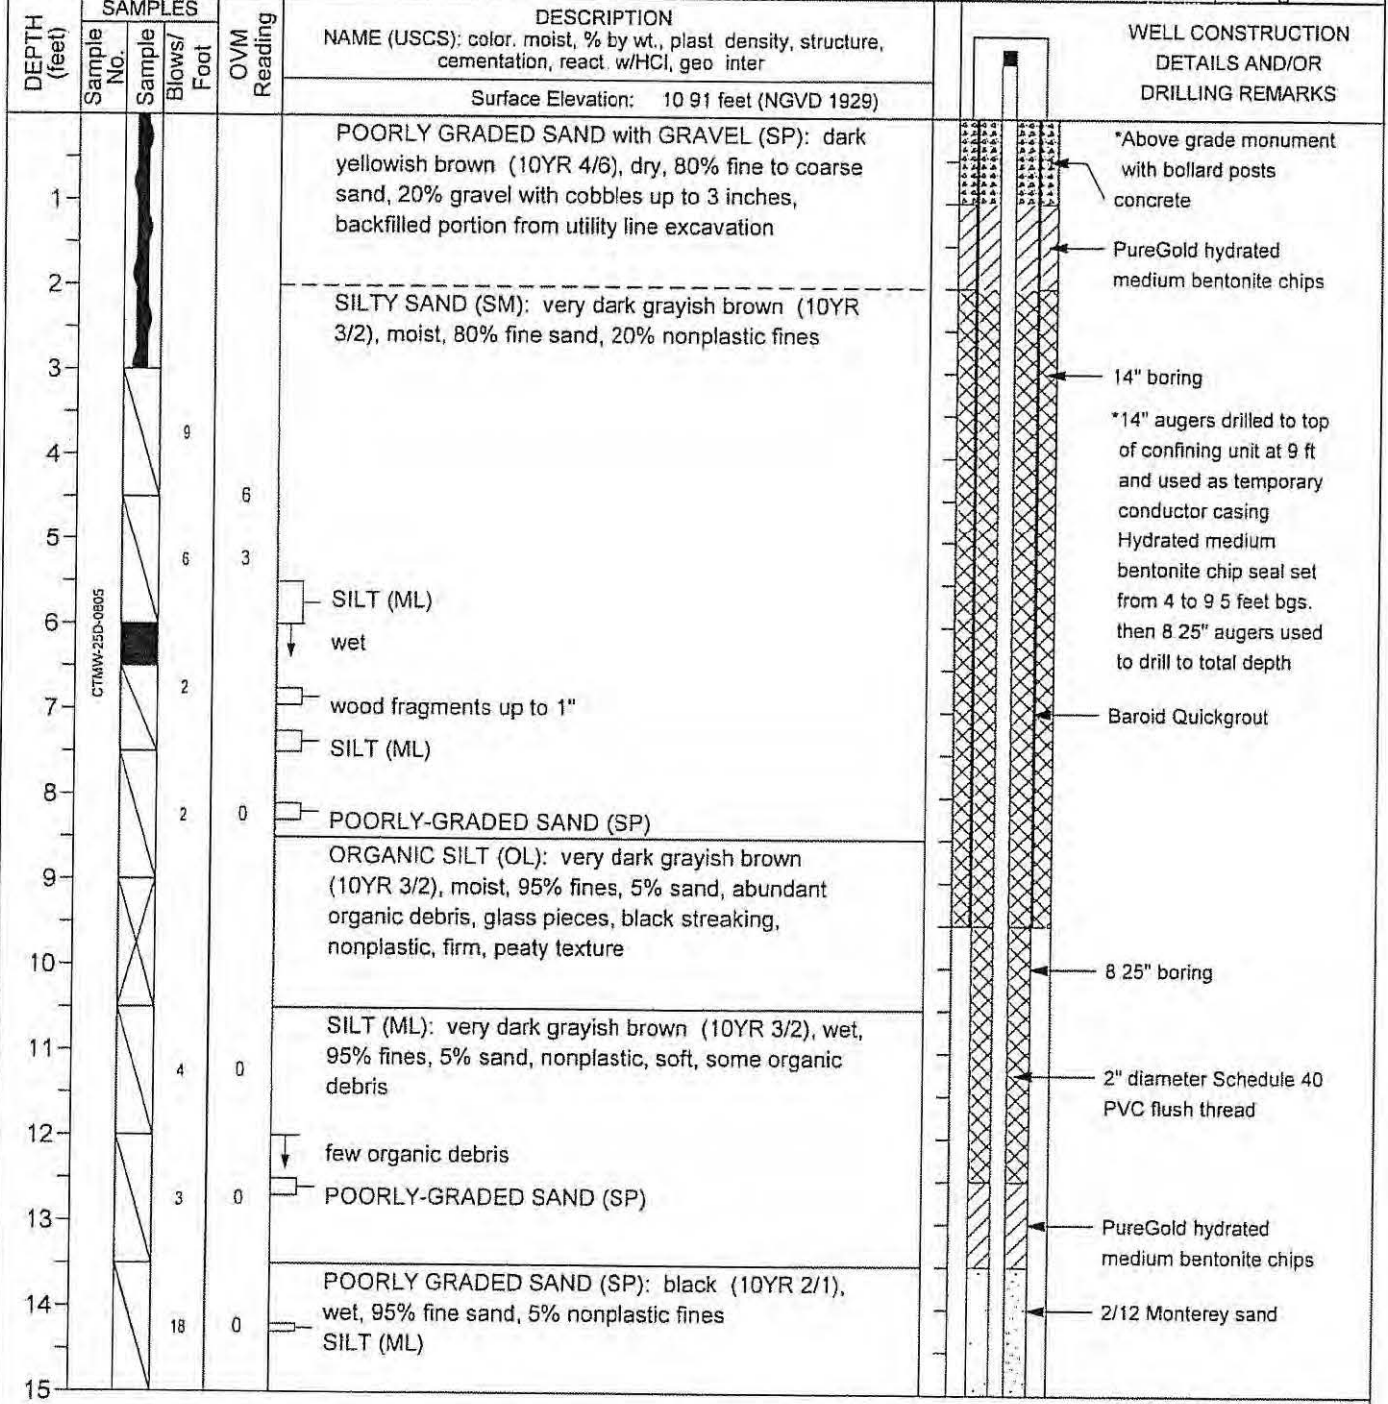 SAMPLES
DEPTH
(feet)
Sample
No.
Sample
Blows/
Foot
OVM
Reading
DESCRIPTION
NAME (USCS): color. moist, % by wt., plast density, structure,
cementation, react w/HCl, geo inter
Surface Elevation: 10 91 feet (NGVD 1929)
WELL CONSTRUCTION
DETAILS AND/OR
DRILLING REMARKS
POORLY GRADED SAND with GRAVEL (SP): dark
yellowish brown (10YR 4/6), dry, 80% fine to coarse
sand, 20% gravel with cobbles up to 3 inches,
backfilled portion from utility line excavation
*Above grade monument
with bollard posts
concrete
1
PureGold hydrated
medium bentonite chips
2
SILTY SAND (SM): very dark grayish brown (10YR
3/2), moist, 80% fine sand, 20% nonplastic fines
3
14" boring
*14" augers drilled to top
of confining unit at 9 ft
and used as temporary
conductor casing
Hydrated medium
bentonite chip seal set
from 4 to 9 5 feet bgs.
then 8 25" augers used
to drill to total depth
9
4
6
5
6 3
SILT (ML)
6
CTMW-25D-0805
wet
2
7
wood fragments up to 1"
Baroid Quickgrout
SILT (ML)
8
2 0
POORLY-GRADED SAND (SP)
ORGANIC SILT (OL): very dark grayish brown
(10YR 3/2), moist, 95% fines, 5% sand, abundant
organic debris, glass pieces, black streaking,
nonplastic, firm, peaty texture
9
10
8 25" boring
SILT (ML): very dark grayish brown (10YR 3/2), wet,
95% fines, 5% sand, nonplastic, soft, some organic
debris
11
4 0
2" diameter Schedule 40
PVC flush thread
12
few organic debris
3 0
POORLY-GRADED SAND (SP)
13
PureGold hydrated
medium bentonite chips
POORLY GRADED SAND (SP): black (10YR 2/1),
wet, 95% fine sand, 5% nonplastic fines
SILT (ML)
14
18 0
2/12 Monterey sand
15